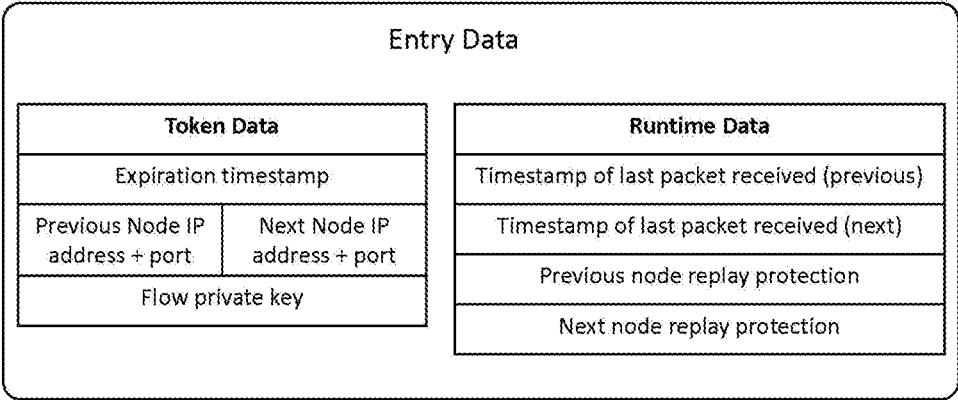 Entry Data
Token Data
Expiration timestamp
Previous Node IP
address + port
Next Node IP
address + port
Flow private key
Runtime Data
Timestamp of last packet received (previous)
Timestamp of last packet received (next)
Previous node replay protection
Next node replay protection